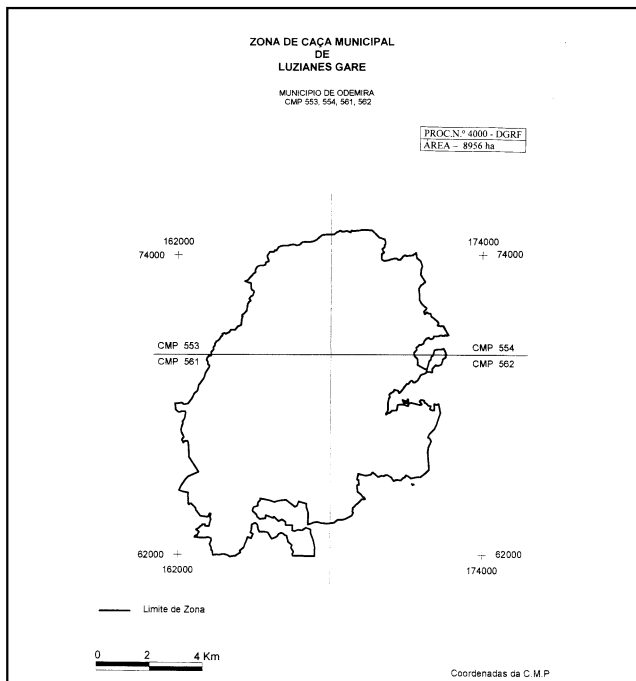 ZONA DE CAÇA MUNICIPAL
DE
LUZIANES GARE
MUNICIPIO DE ODEMIRA
CMP 553, 554, 561, 562
PROC.N.º 4000 - DGRF
ÁREA – 8956 ha
162000
74000
174000
74000
CMP 553
CMP 554
CMP 561
CMP 562
62000
162000
62000
174000
Limite de Zona
0 2 4 Km
Coordenadas da C.M.P